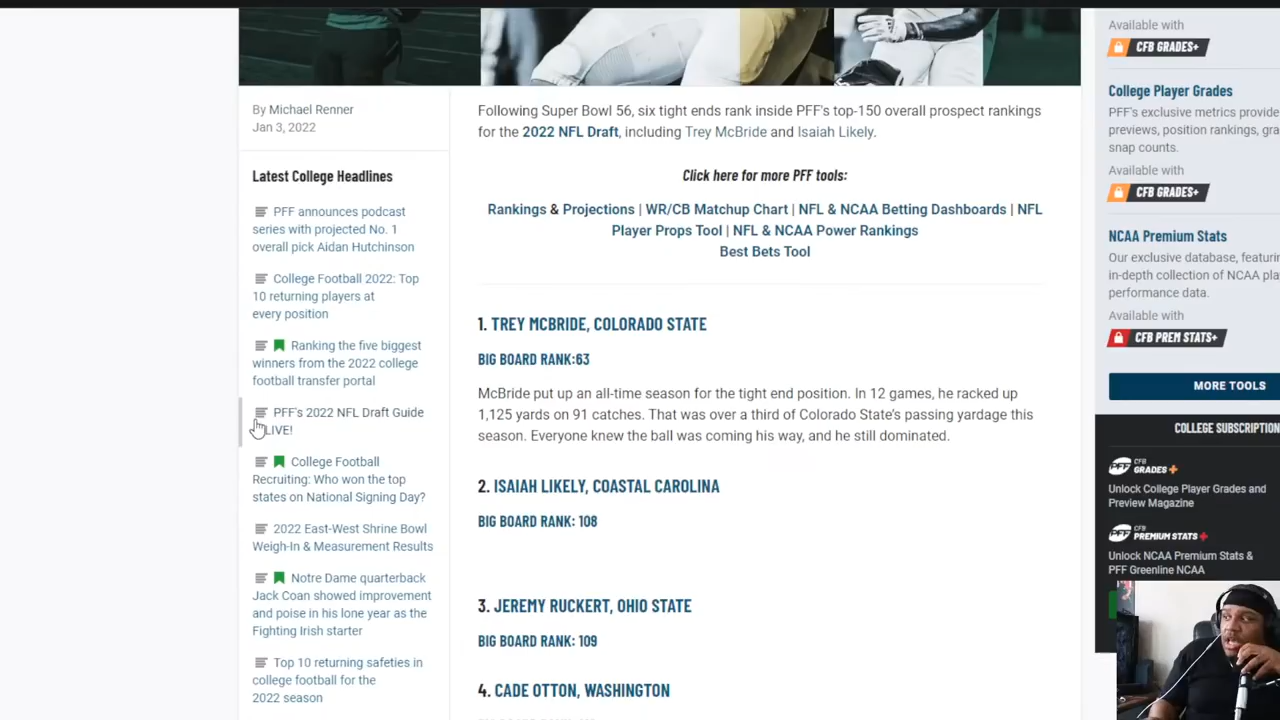 By Michael Renner
Jan 3, 2022
Latest College Headlines
PFF announces podcast
series with projected No. 1
overall pick Aidan Hutchinson
College Football 2022: Top
10 returning players at
every position
Ranking the five biggest
winners from the 2022 college
football transfer portal
PFF's 2022 NFL Draft Guide
LIVE!
College Football
Recruiting: Who won the top
states on National Signing Day?
2022 East-West Shrine Bowl
Weigh-In & Measurement Results
Notre Dame quarterback
Jack Coan showed improvement
and poise in his lone year as the
Fighting Irish starter
Top 10 returning safeties in
college football for the
2022 season
Following Super Bowl 56, six tight ends rank inside PFF's top-150 overall prospect rankings
for the 2022 NFL Draft, including Trey McBride and Isaiah Likely.
Click here for more PFF tools:
Rankings & Projections | WR/CB Matchup Chart | NFL & NCAA Betting Dashboards | NFL
Player Props Tool | NFL & NCAA Power Rankings
Best Bets Tool
1. TREY MCBRIDE, COLORADO STATE
BIG BOARD RANK:63
McBride put up an all-time season for the tight end position. In 12 games, he racked up
1,125 yards on 91 catches. That was over a third of Colorado State's passing yardage this
season. Everyone knew the ball was coming his way, and he still dominated.
2. ISAIAH LIKELY, COASTAL CAROLINA
BIG BOARD RANK: 108
3. JEREMY RUCKERT, OHIO STATE
BIG BOARD RANK: 109
4. CADE OTTON, WASHINGTON
Available with
CFB GRADES+
College Player Grades
PFF's exclusive metrics provide
previews, position rankings, gra
snap counts.
Available with
CFB GRADES+
NCAA Premium Stats
Our exclusive database, featurin
in-depth collection of NCAA pla
performance data.
Available with
CFB PREM STATS+
MORE TOOLS
COLLEGE SUBSCRIPTION
PFF CFB GRADES+
Unlock College Player Grades and
Preview Magazine
PFF CFB PREMIUM STATS+
Unlock NCAA Premium Stats &
PFF Greenline NCAA